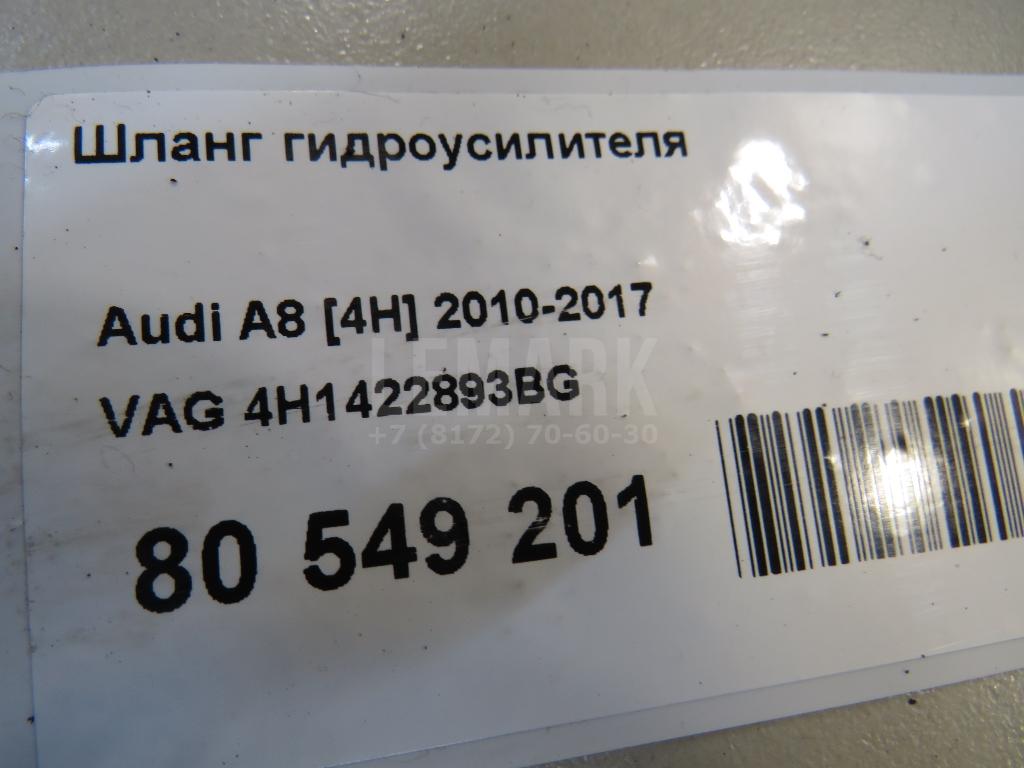 Шланг гидроусилителя
Audi A8 [4H] 2010-2017
VAG 4H1422893BG
80 549 201
LEMARK
+7 (8172) 70-60-30